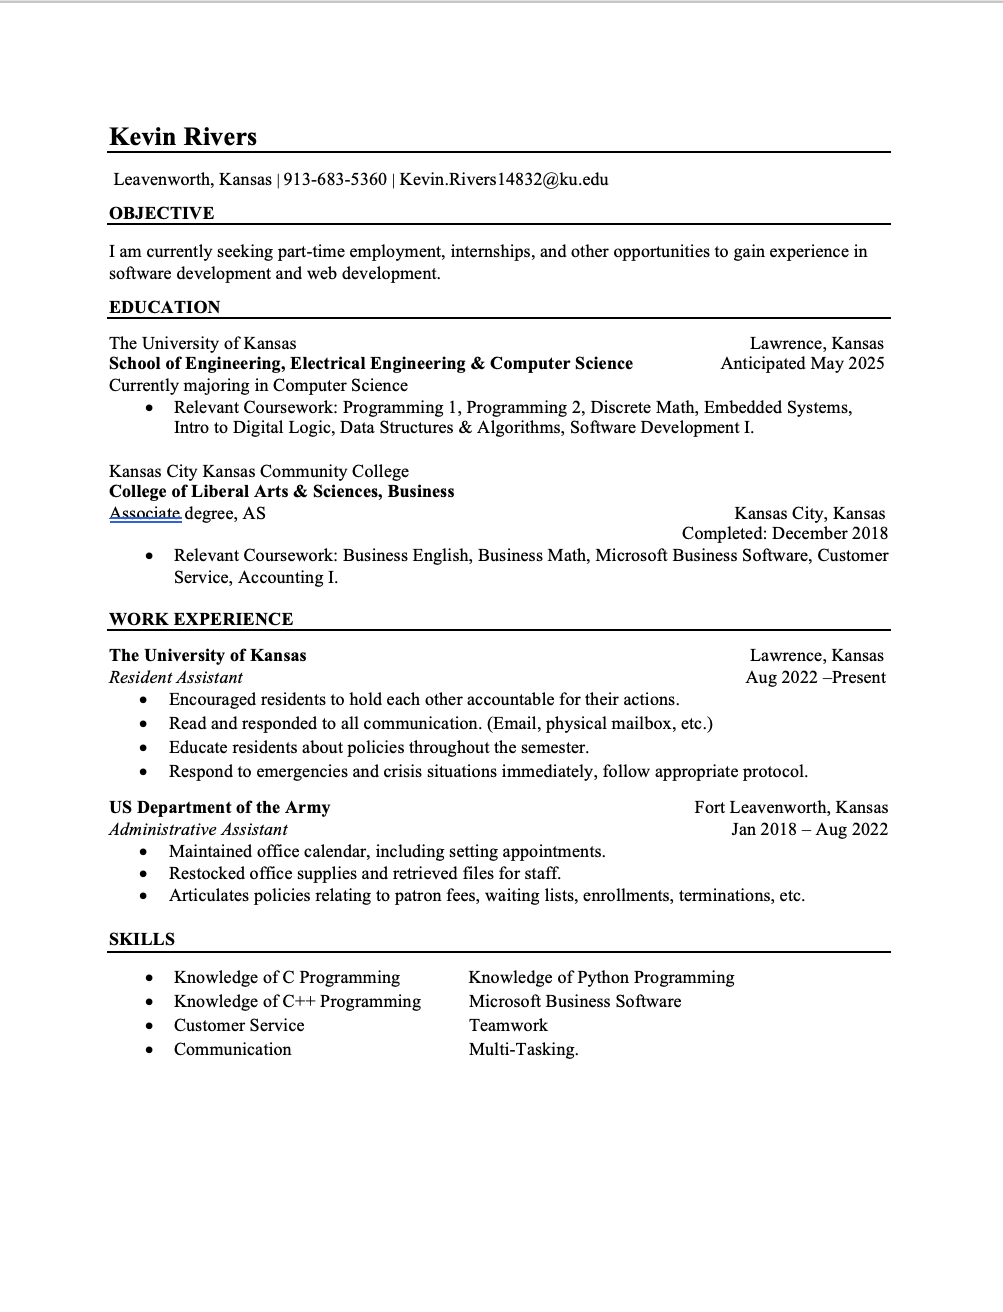 Kevin Rivers
Leavenworth, Kansas | 913-683-5360 | Kevin.Rivers14832@ku.edu
OBJECTIVE
I am currently seeking part-time employment, internships, and other opportunities to gain experience in
software development and web development.
EDUCATION
The University of Kansas Lawrence, Kansas
School of Engineering, Electrical Engineering & Computer Science Anticipated May 2025
Currently majoring in Computer Science
• Relevant Coursework: Programming 1, Programming 2, Discrete Math, Embedded Systems,
Intro to Digital Logic, Data Structures & Algorithms, Software Development I.
Kansas City Kansas Community College
College of Liberal Arts & Sciences, Business
Associate degree, AS Kansas City, Kansas
Completed: December 2018
• Relevant Coursework: Business English, Business Math, Microsoft Business Software, Customer
Service, Accounting I.
WORK EXPERIENCE
The University of Kansas Lawrence, Kansas
Resident Assistant Aug 2022 –Present
• Encouraged residents to hold each other accountable for their actions.
• Read and responded to all communication. (Email, physical mailbox, etc.)
• Educate residents about policies throughout the semester.
• Respond to emergencies and crisis situations immediately, follow appropriate protocol.
US Department of the Army Fort Leavenworth, Kansas
Administrative Assistant Jan 2018 – Aug 2022
• Maintained office calendar, including setting appointments.
• Restocked office supplies and retrieved files for staff.
• Articulates policies relating to patron fees, waiting lists, enrollments, terminations, etc.
SKILLS
• Knowledge of C Programming Knowledge of Python Programming
• Knowledge of C++ Programming Microsoft Business Software
• Customer Service Teamwork
• Communication Multi-Tasking.